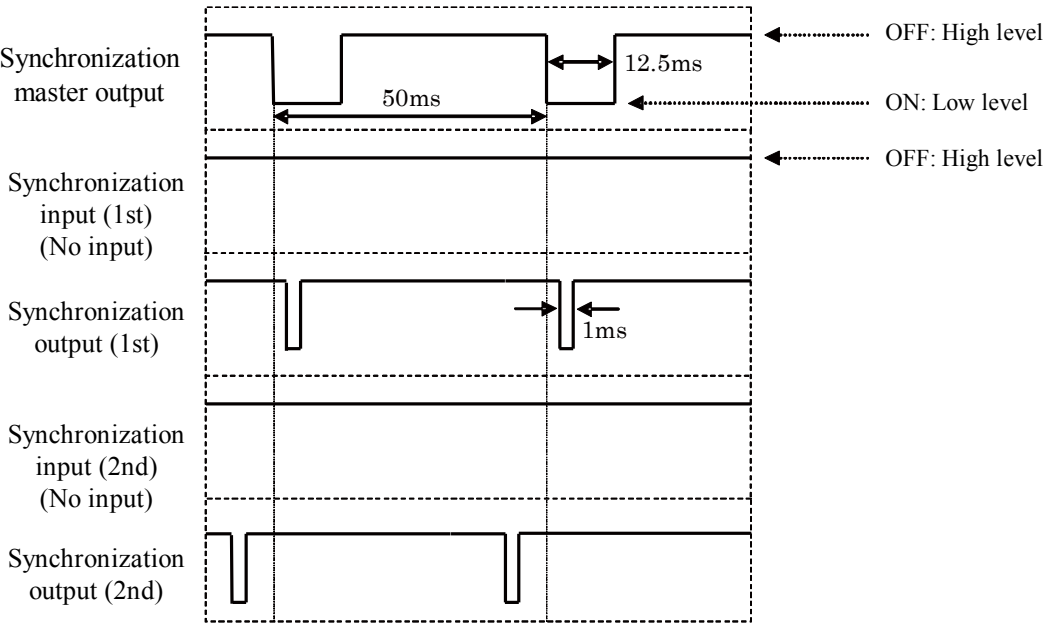 Synchronization
master output
OFF: High level
12.5ms
50ms
ON: Low level
OFF: High level
Synchronization
input (1st)
(No input)
Synchronization
output (1st)
1ms
Synchronization
input (2nd)
(No input)
Synchronization
output (2nd)